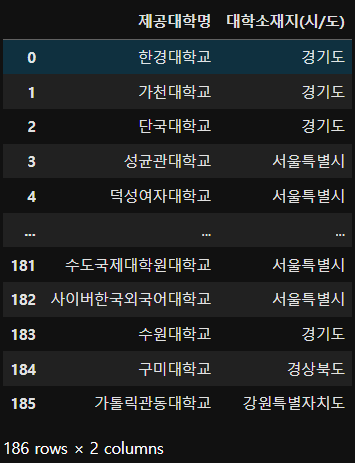 제공대학명 대학소재지(시/도)
0 한경대학교 경기도
1 가천대학교 경기도
2 단국대학교 경기도
3 성균관대학교 서울특별시
4 덕성여자대학교 서울특별시
... ... ...
181 수도국제대학원대학교 서울특별시
182 사이버한국외국어대학교 서울특별시
183 수원대학교 경기도
184 구미대학교 경상북도
185 가톨릭관동대학교 강원특별자치도
186 rows × 2 columns